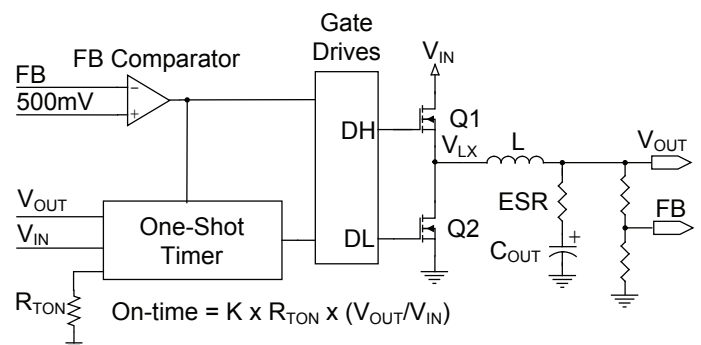 Gate
Drives
FB Comparator
FB
500mV
−
+
V_IN
DH
Q1
V_LX
L
V_OUT
ESR
FB
V_OUT
V_IN
One-Shot
Timer
DL
Q2
C_OUT
+
R_TON
On-time = K x R_TON x (V_OUT/V_IN)